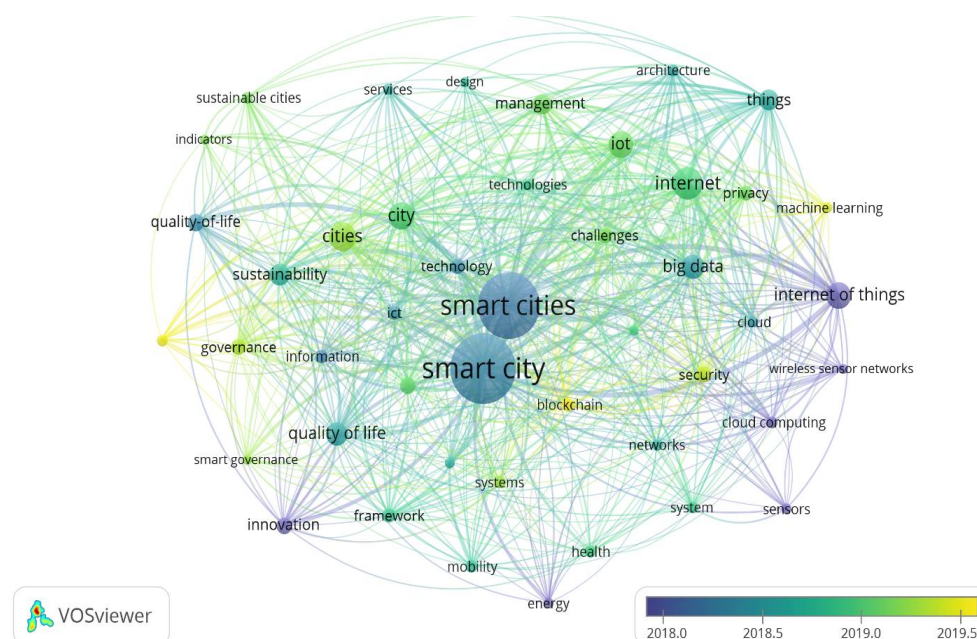 architecture
design
services
things
sustainable cities
management
indicators
iot
technologies
internet
privacy
machine learning
quality-of-life
city
cities
challenges
sustainability
technology
big data
internet of things
smart cities
ict
cloud
governance
information
smart city
security
wireless sensor networks
blockchain
cloud computing
quality of life
networks
smart governance
systems
innovation
framework
system
sensors
health
mobility
energy
VOSviewer
2018.0 2018.5 2019.0 2019.5